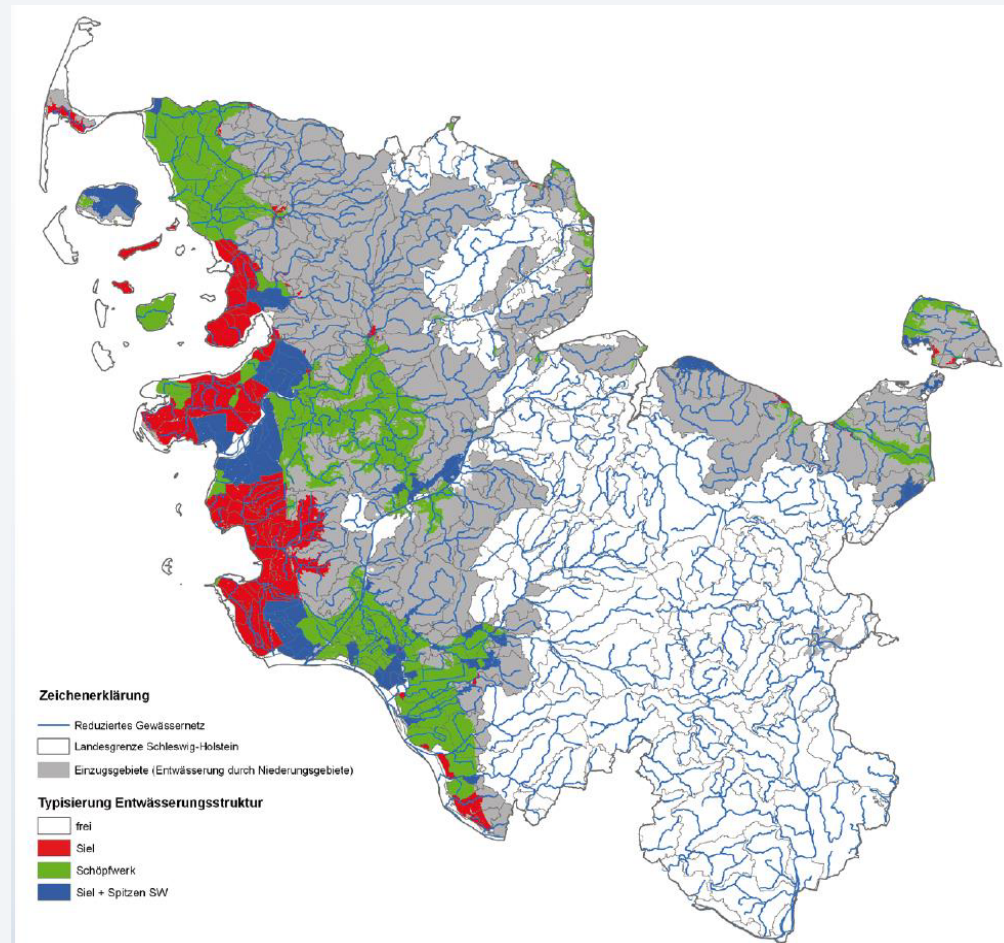 Zeichenerklärung
Reduziertes Gewässernetz
Landesgrenze Schleswig-Holstein
Einzugsgebiete (Entwässerung durch Niederungsgebiete)
Typisierung Entwässerungsstruktur
frei
Siel
Schöpfwerk
Siel + Spitzen SW